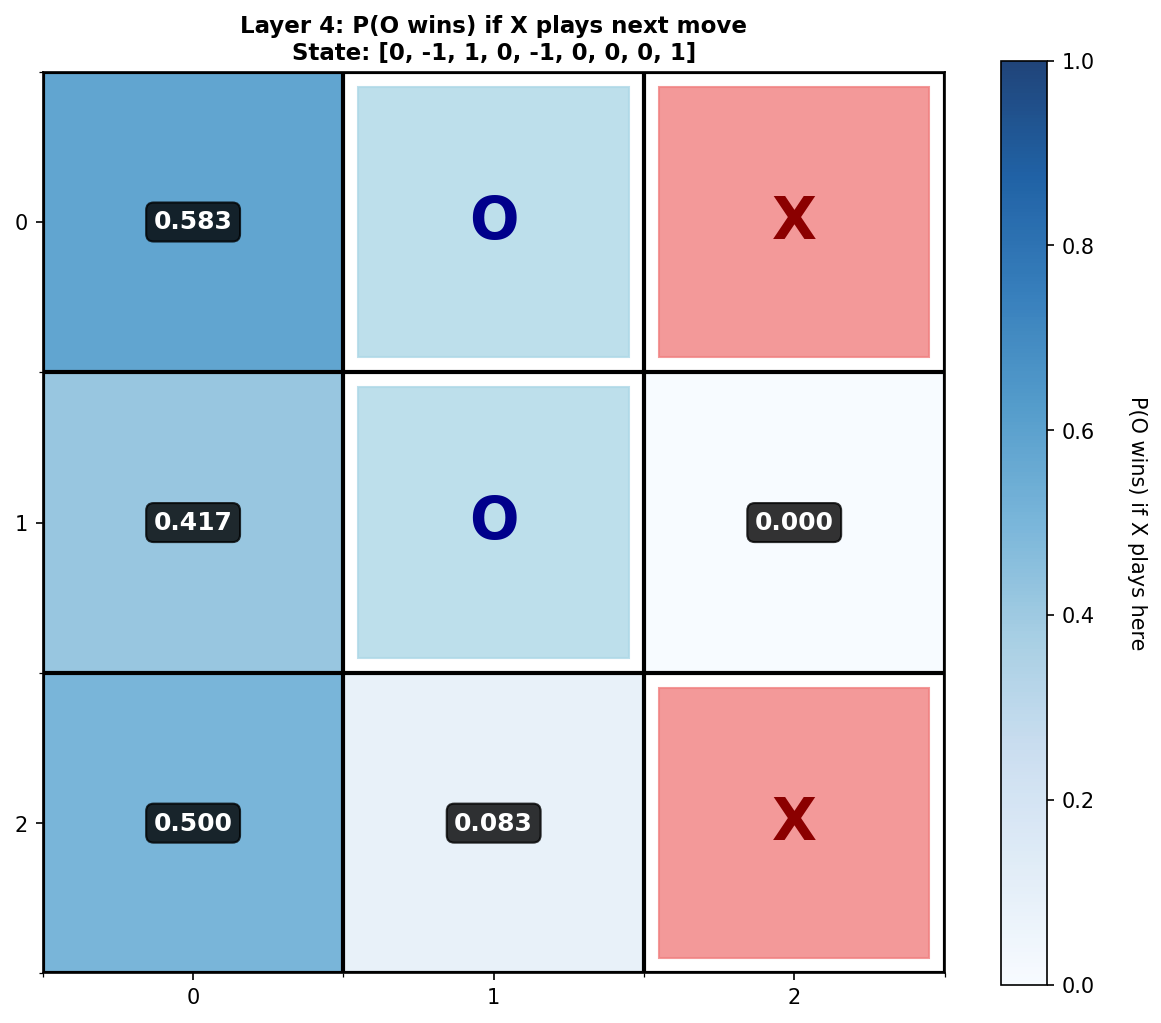 Layer 4: P(O wins) if X plays next move
State: [0, -1, 1, 0, -1, 0, 0, 0, 1]
0
0.583
O
X
1
0.417
O
0.000
2
0.500
0.083
X
0
1
2
1.0
0.8
0.6
0.4
0.2
0.0
P(O wins) if X plays here